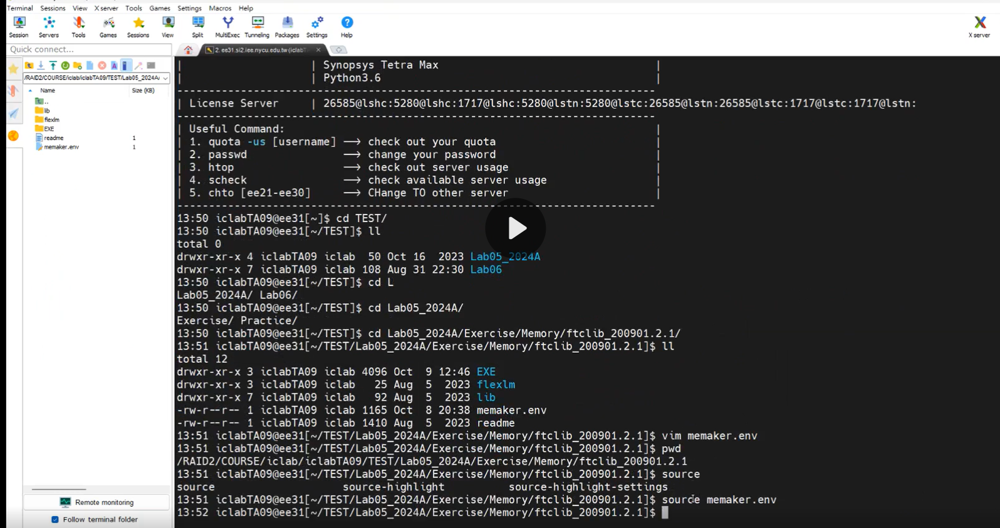 Terminal Sessions View X server Tools Games Settings Macros Help
Session Servers Tools Games Sessions View Split MultiExec Tunneling Packages Settings Help X server
Quick connect...
2. ee31.si2.iee.nycu.edu.tw (iclabT
/RAID2/COURSE/iclab/iclabTA09/TEST/Lab05_2024A/
Name Size (KB)
..
lib
flexlm
EXE
readme 1
memaker.env 1
Remote monitoring
Follow terminal folder
| | Synopsys Tetra Max |
| | Python3.6 |
---------------------------------------------------------------------------
| License Server | 26585@lshc:5280@lshc:1717@lshc:5280@lstn:5280@lstc:26585@lstn:26585@lstc:1717@lstc:1717@lstn:
---------------------------------------------------------------------------
| Useful Command: |
| 1. quota -us [username] --> check out your quota |
| 2. passwd --> change your password |
| 3. htop --> check out server usage |
| 4. scheck --> check available server usage |
| 5. chto [ee21-ee30] --> CHange TO other server |
---------------------------------------------------------------------------
13:50 iclabTA09@ee31[~]$ cd TEST/
13:50 iclabTA09@ee31[~/TEST]$ ll
total 0
drwxr-xr-x 4 iclabTA09 iclab 50 Oct 16 2023 Lab05_2024A
drwxr-xr-x 7 iclabTA09 iclab 108 Aug 31 22:30 Lab06
13:50 iclabTA09@ee31[~/TEST]$ cd L
Lab05_2024A/ Lab06/
13:50 iclabTA09@ee31[~/TEST]$ cd Lab05_2024A/
Exercise/ Practice/
13:50 iclabTA09@ee31[~/TEST]$ cd Lab05_2024A/Exercise/Memory/ftclib_200901.2.1/
13:51 iclabTA09@ee31[~/TEST/Lab05_2024A/Exercise/Memory/ftclib_200901.2.1]$ ll
total 12
drwxr-xr-x 3 iclabTA09 iclab 4096 Oct 9 12:46 EXE
drwxr-xr-x 3 iclabTA09 iclab 25 Aug 5 2023 flexlm
drwxr-xr-x 7 iclabTA09 iclab 92 Aug 5 2023 lib
-rw-r--r-- 1 iclabTA09 iclab 1165 Oct 8 20:38 memaker.env
-rw-r--r-- 1 iclabTA09 iclab 1410 Aug 5 2023 readme
13:51 iclabTA09@ee31[~/TEST/Lab05_2024A/Exercise/Memory/ftclib_200901.2.1]$ vim memaker.env
13:51 iclabTA09@ee31[~/TEST/Lab05_2024A/Exercise/Memory/ftclib_200901.2.1]$ pwd
/RAID2/COURSE/iclab/iclabTA09/TEST/Lab05_2024A/Exercise/Memory/ftclib_200901.2.1
13:51 iclabTA09@ee31[~/TEST/Lab05_2024A/Exercise/Memory/ftclib_200901.2.1]$ source
source source-highlight source-highlight-settings
13:51 iclabTA09@ee31[~/TEST/Lab05_2024A/Exercise/Memory/ftclib_200901.2.1]$ source memaker.env
13:52 iclabTA09@ee31[~/TEST/Lab05_2024A/Exercise/Memory/ftclib_200901.2.1]$